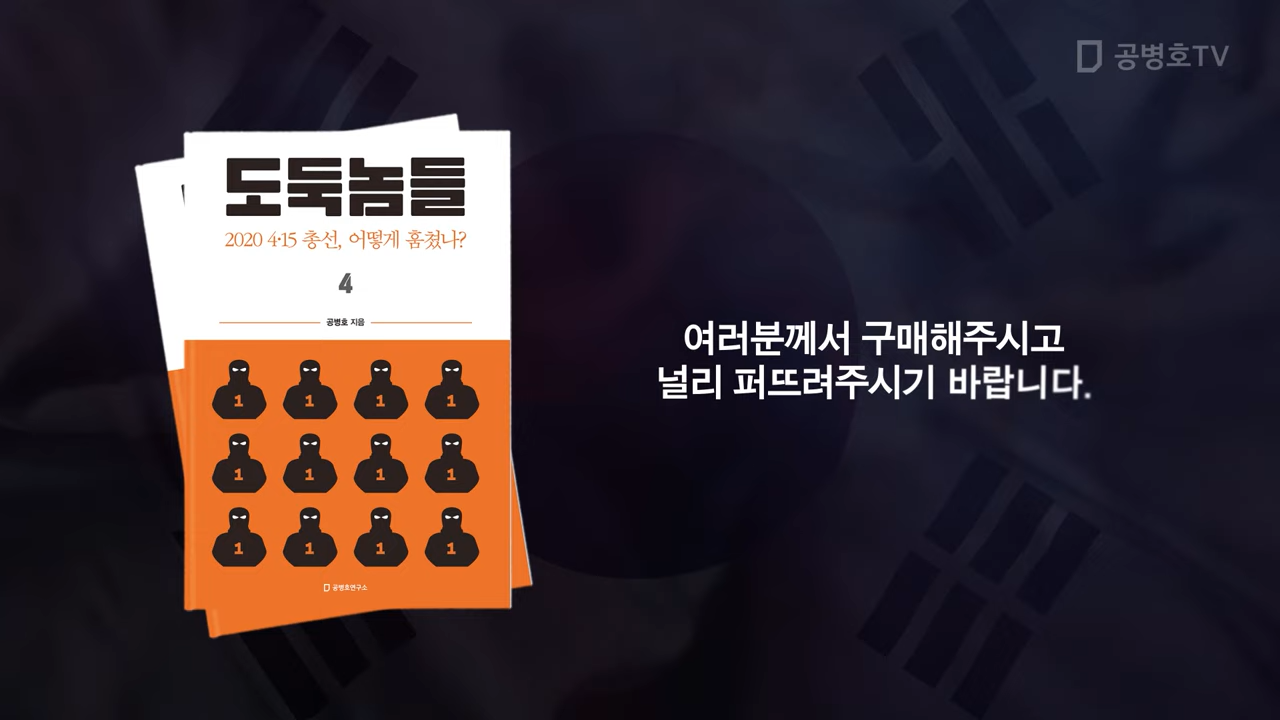 공병호TV
도둑놈들
2020 4·15 총선, 어떻게 훔쳤나?
4
공병호 지음
1 1 1 1
1 1 1 1
1 1 1 1
공병호연구소
여러분께서 구매해주시고
널리 퍼뜨려주시기 바랍니다.